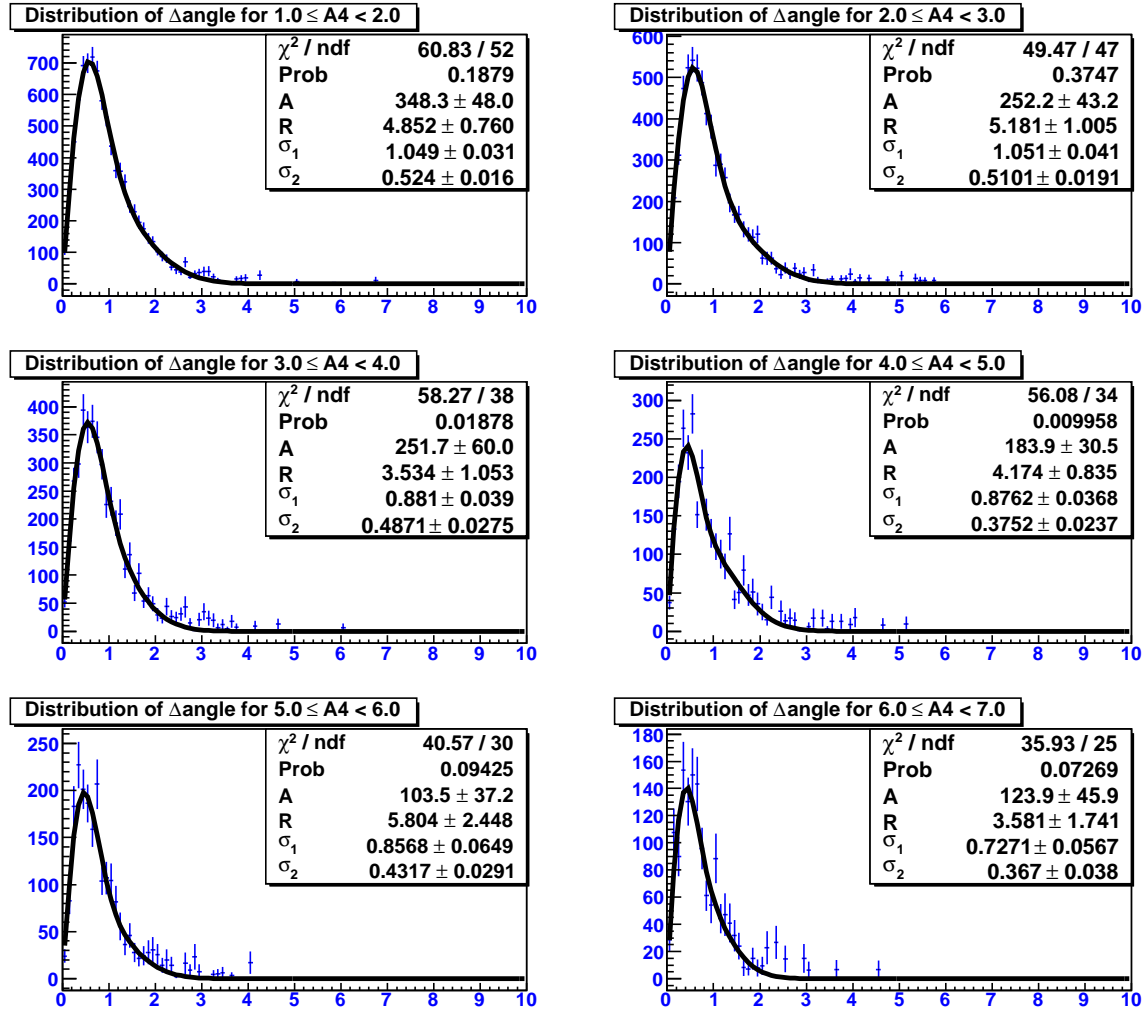 Distribution of Δangle for 1.0 ≤ A4 < 2.0
χ² / ndf 60.83 / 52
Prob 0.1879
A 348.3 ± 48.0
R 4.852 ± 0.760
σ₁ 1.049 ± 0.031
σ₂ 0.524 ± 0.016
700
600
500
400
300
200
100
0
0 1 2 3 4 5 6 7 8 9 10
Distribution of Δangle for 2.0 ≤ A4 < 3.0
χ² / ndf 49.47 / 47
Prob 0.3747
A 252.2 ± 43.2
R 5.181 ± 1.005
σ₁ 1.051 ± 0.041
σ₂ 0.5101 ± 0.0191
600
500
400
300
200
100
0
0 1 2 3 4 5 6 7 8 9 10
Distribution of Δangle for 3.0 ≤ A4 < 4.0
χ² / ndf 58.27 / 38
Prob 0.01878
A 251.7 ± 60.0
R 3.534 ± 1.053
σ₁ 0.881 ± 0.039
σ₂ 0.4871 ± 0.0275
400
350
300
250
200
150
100
50
0
0 1 2 3 4 5 6 7 8 9 10
Distribution of Δangle for 4.0 ≤ A4 < 5.0
χ² / ndf 56.08 / 34
Prob 0.009958
A 183.9 ± 30.5
R 4.174 ± 0.835
σ₁ 0.8762 ± 0.0368
σ₂ 0.3752 ± 0.0237
300
250
200
150
100
50
0
0 1 2 3 4 5 6 7 8 9 10
Distribution of Δangle for 5.0 ≤ A4 < 6.0
χ² / ndf 40.57 / 30
Prob 0.09425
A 103.5 ± 37.2
R 5.804 ± 2.448
σ₁ 0.8568 ± 0.0649
σ₂ 0.4317 ± 0.0291
250
200
150
100
50
0
0 1 2 3 4 5 6 7 8 9 10
Distribution of Δangle for 6.0 ≤ A4 < 7.0
χ² / ndf 35.93 / 25
Prob 0.07269
A 123.9 ± 45.9
R 3.581 ± 1.741
σ₁ 0.7271 ± 0.0567
σ₂ 0.367 ± 0.038
180
160
140
120
100
80
60
40
20
0
0 1 2 3 4 5 6 7 8 9 10